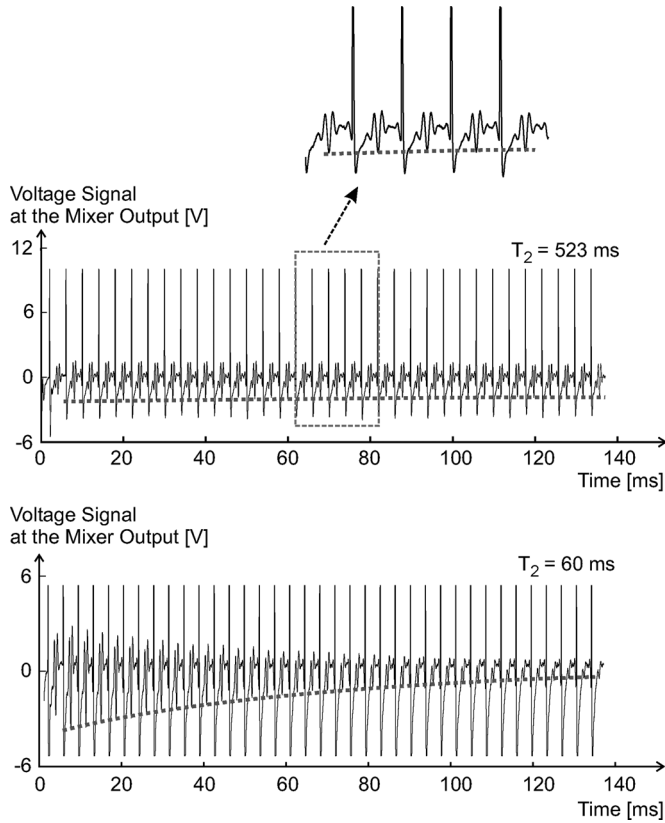 Voltage Signal
at the Mixer Output [V]
T2 = 523 ms
12
6
0
-6
0 20 40 60 80 100 120 140
Time [ms]
Voltage Signal
at the Mixer Output [V]
T2 = 60 ms
6
0
-6
0 20 40 60 80 100 120 140
Time [ms]